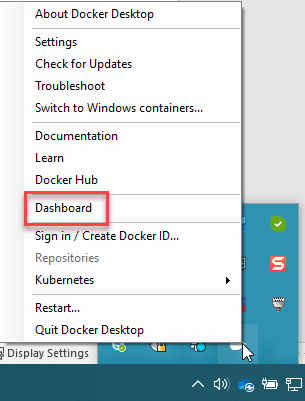 About Docker Desktop
Settings
Check for Updates
Troubleshoot
Switch to Windows containers...
Documentation
Learn
Docker Hub
Dashboard
Sign in / Create Docker ID...
Repositories
Kubernetes
Restart...
Quit Docker Desktop
Display Settings